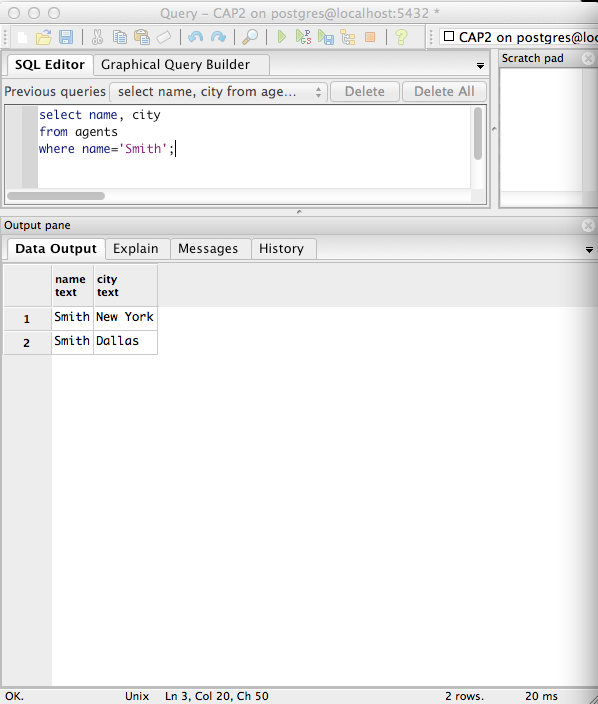 Query – CAP2 on postgres@localhost:5432 *
CAP2 on postgres@loc
SQL Editor
Graphical Query Builder
Scratch pad
Previous queries
select name, city from age...
Delete
Delete All
select name, city
from agents
where name='Smith';
Output pane
Data Output
Explain
Messages
History
name city
text text
1 Smith New York
2 Smith Dallas
OK.
Unix
Ln 3, Col 20, Ch 50
2 rows.
20 ms